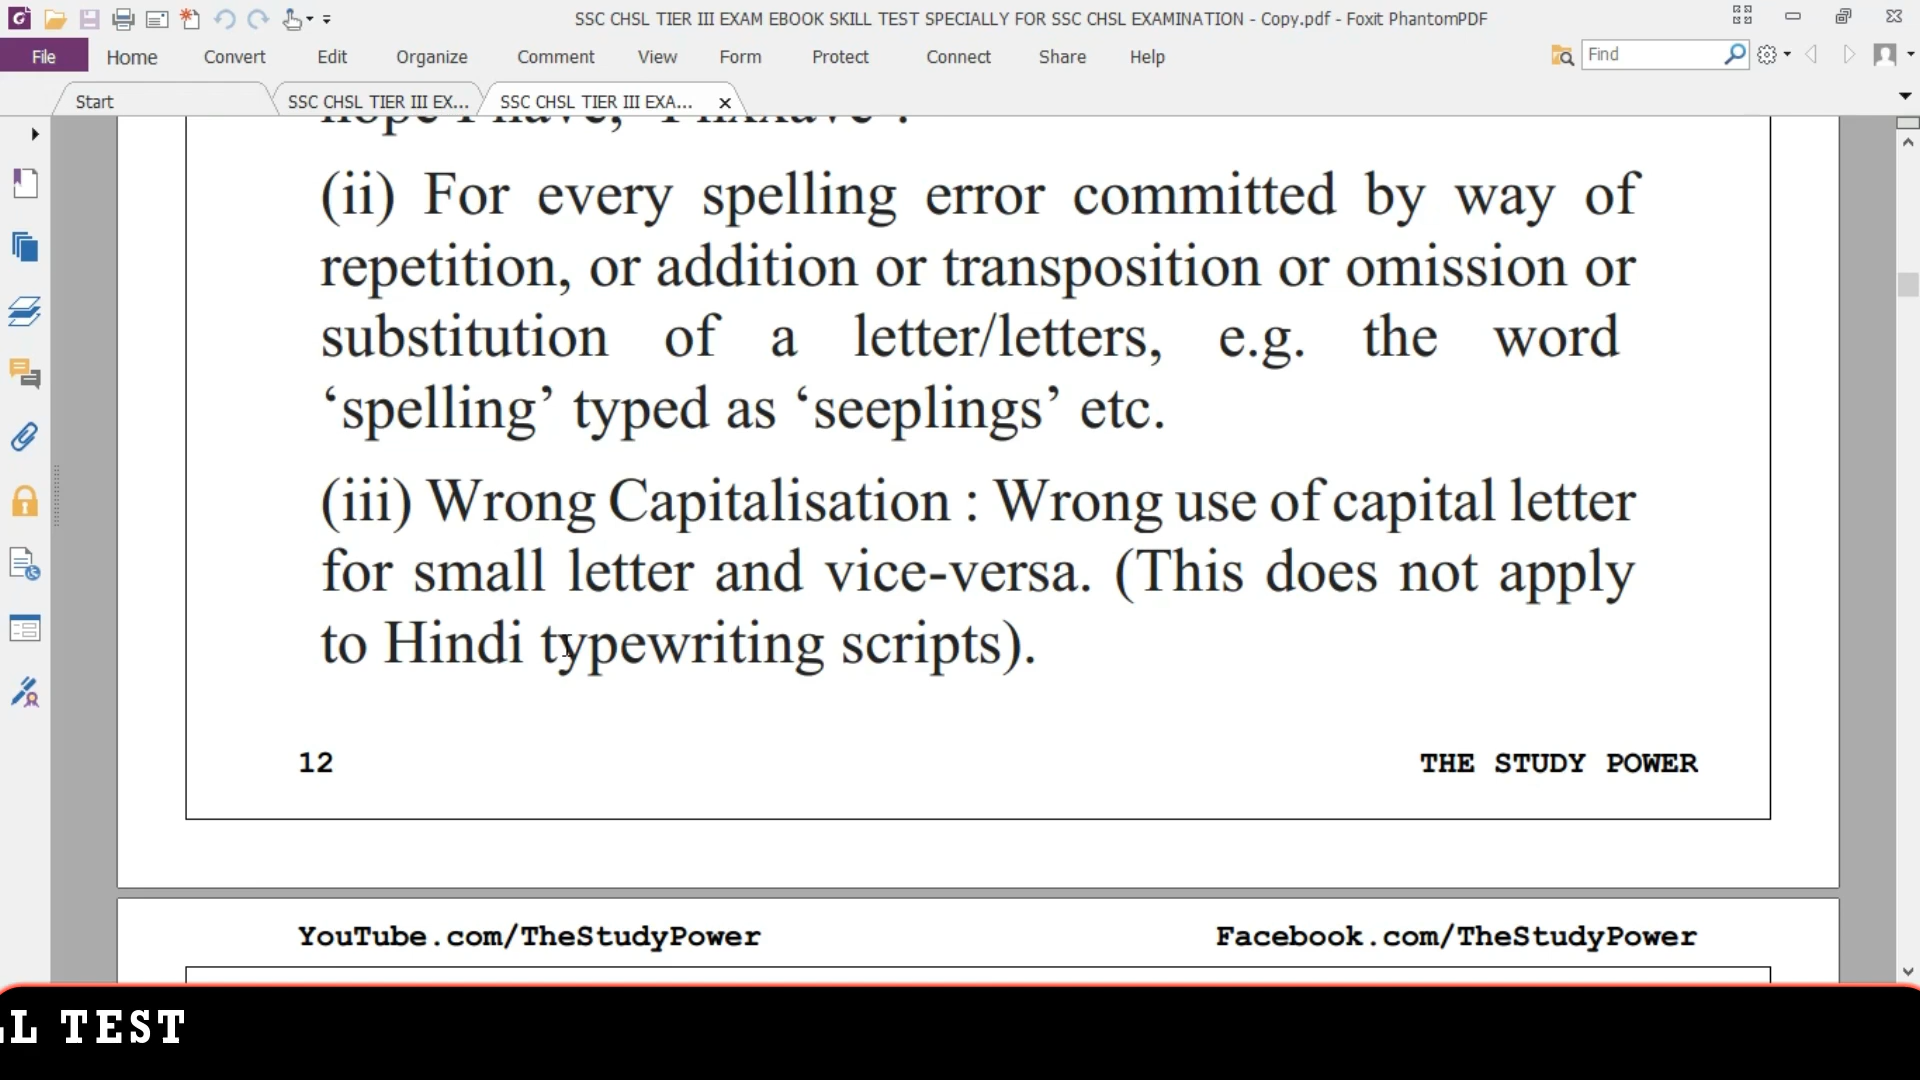 SSC CHSL TIER III EXAM EBOOK SKILL TEST SPECIALLY FOR SSC CHSL EXAMINATION - Copy.pdf - Foxit PhantomPDF
File Home Convert Edit Organize Comment View Form Protect Connect Share Help Find
Start SSC CHSL TIER III EX... SSC CHSL TIER III EXA...
(ii) For every spelling error committed by way of
repetition, or addition or transposition or omission or
substitution of a letter/letters, e.g. the word
‘spelling’ typed as ‘seeplings’ etc.
(iii) Wrong Capitalisation : Wrong use of capital letter
for small letter and vice-versa. (This does not apply
to Hindi typewriting scripts).
12 THE STUDY POWER
YouTube.com/TheStudyPower Facebook.com/TheStudyPower
TEST